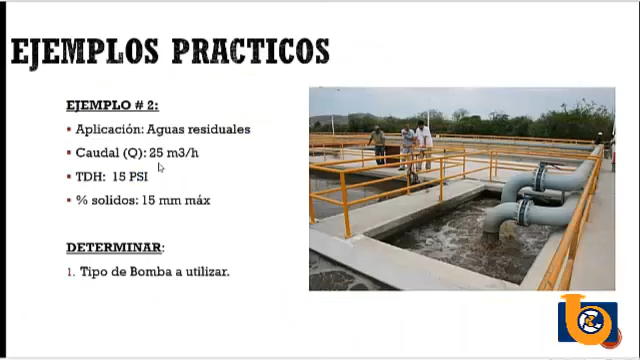 EJEMPLOS PRACTICOS
EJEMPLO # 2:
▪ Aplicación: Aguas residuales
▪ Caudal (Q): 25 m3/h
▪ TDH: 15 PSI
▪ % solidos: 15 mm máx
DETERMINAR:
1. Tipo de Bomba a utilizar.